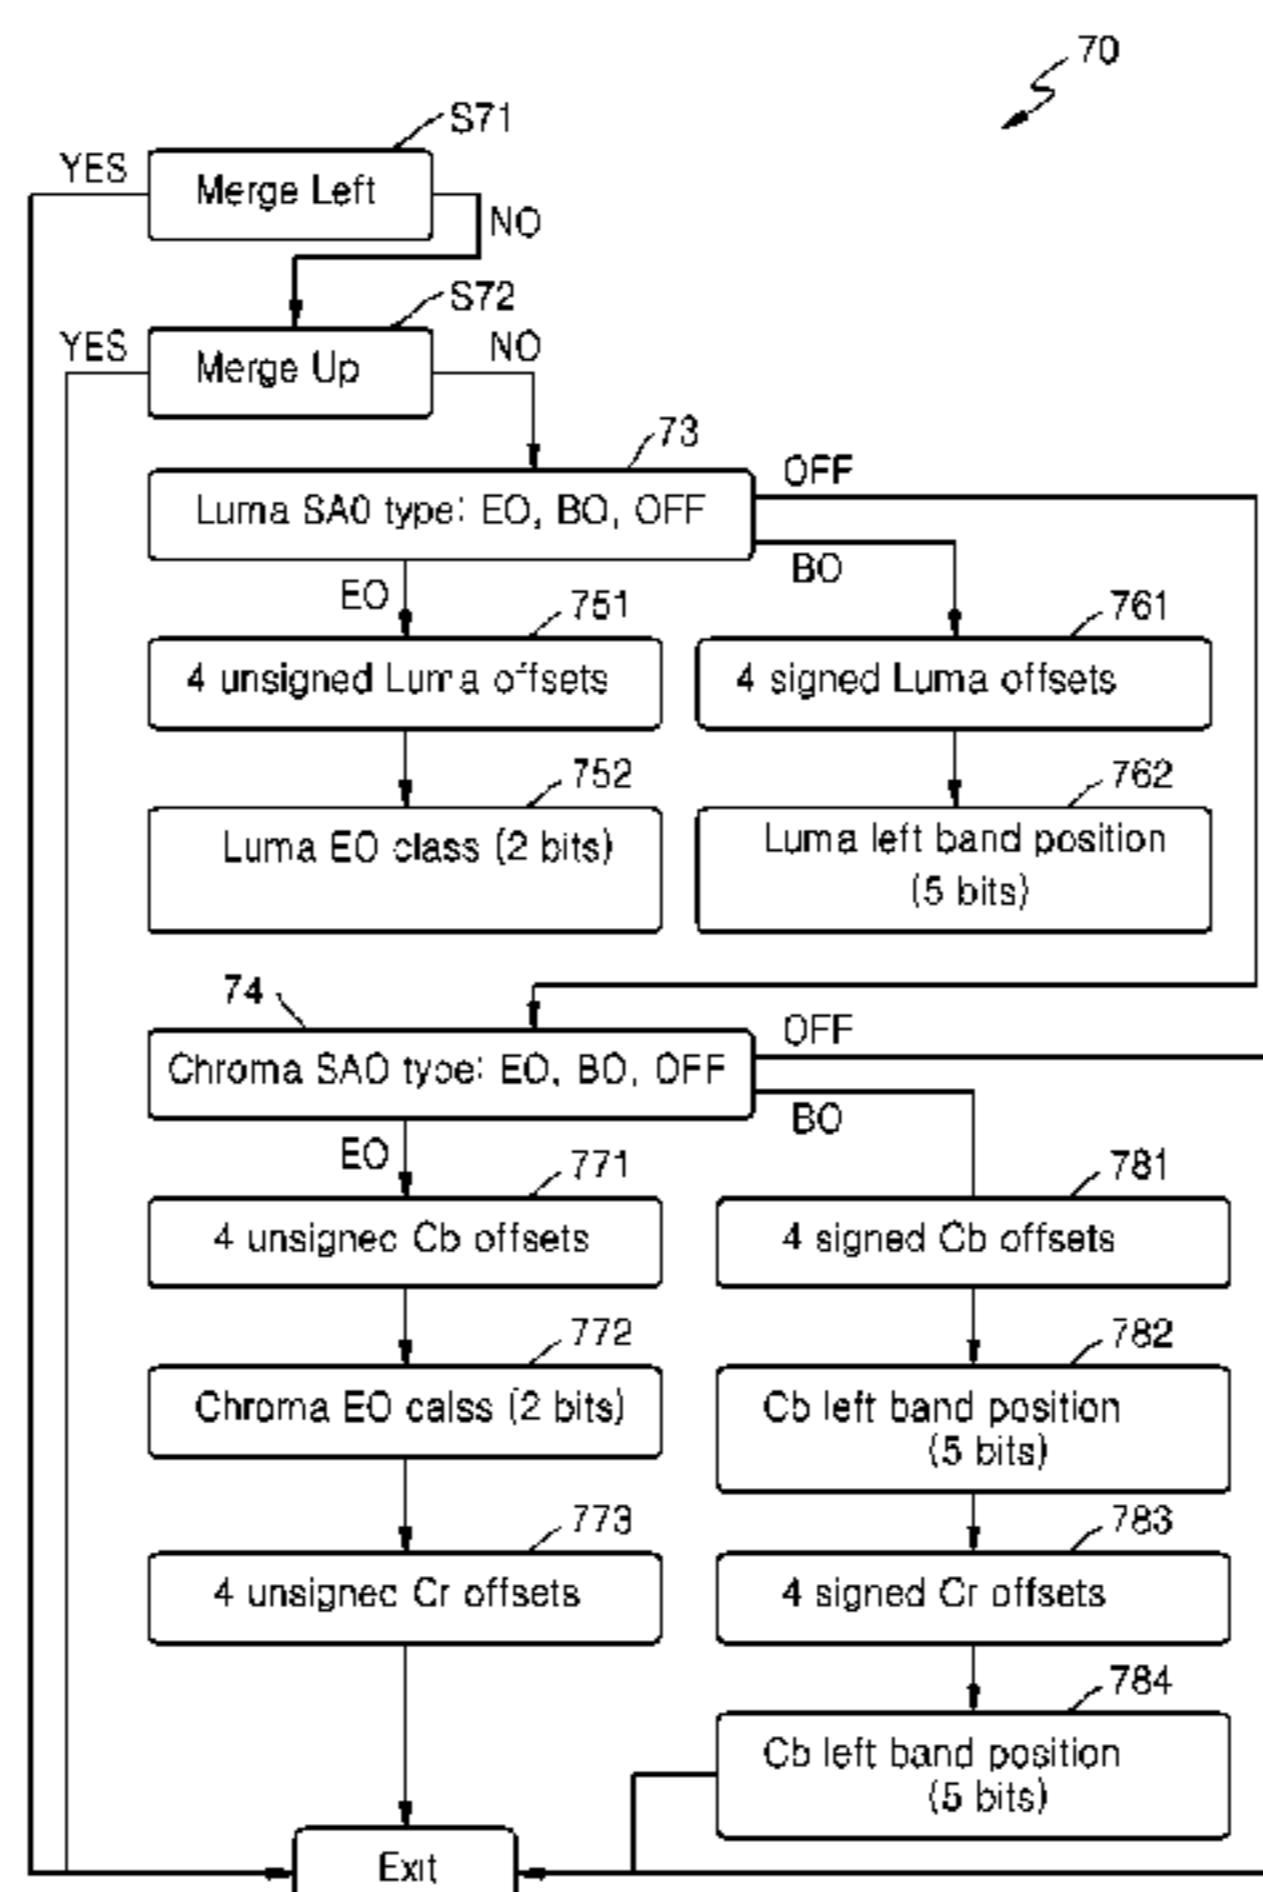 70
S71
YES
Merge Left
NO
S72
YES
Merge Up
NO
73
Luma SAO type: EO, BO, OFF
OFF
BO
EO
751
761
4 unsigned Luma offsets
4 signed Luma offsets
752
762
Luma EO class (2 bits)
Luma left band position
(5 bits)
74
Chroma SAO type: EO, BO, OFF
OFF
BO
EO
771
781
4 unsigned Cb offsets
4 signed Cb offsets
772
782
Chroma EO calss (2 bits)
Cb left band position
(5 bits)
773
783
4 unsigned Cr offsets
4 signed Cr offsets
784
Cb left band position
(5 bits)
Exit